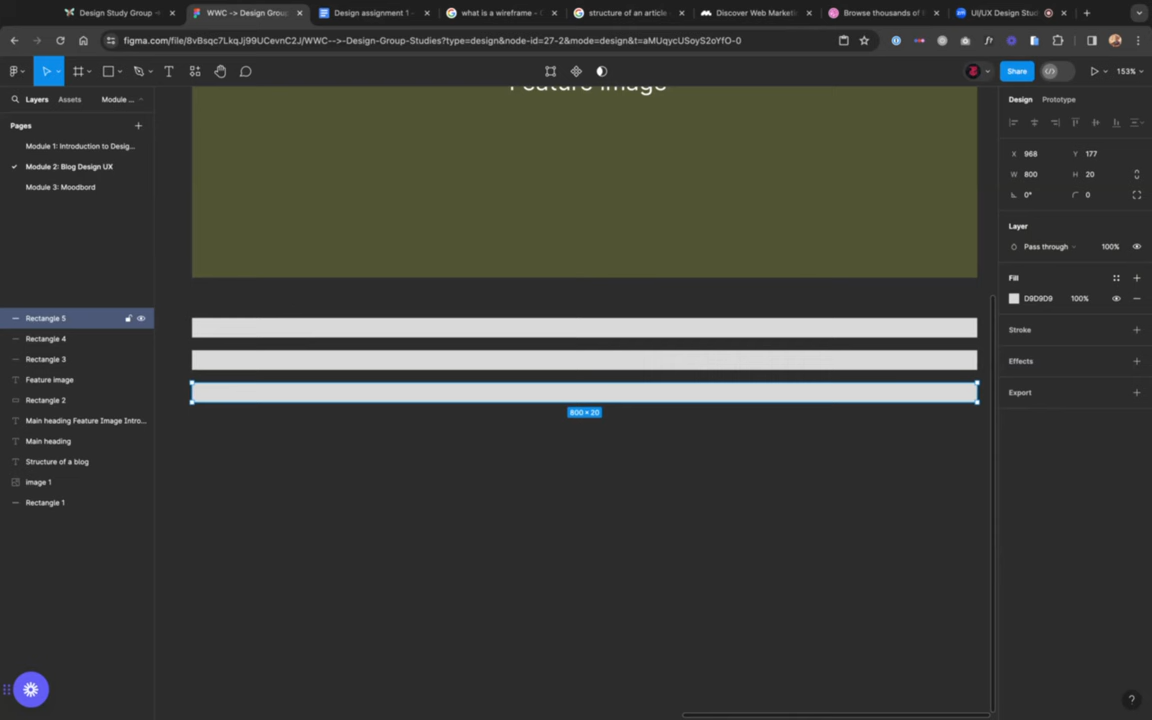 Design Study Group
WWC -> Design Grou
Design assignment 1
what is a wireframe -
structure of an article
Discover Web Market
Browse thousands of
UI/UX Design Stud
figma.com/file/8vBsqc7LkqJj99UCevnC2J/WWC-->-Design-Group-Studies?type=design&node-id=27-2&mode=design&t=aMUqycUSoyS2oYfO-0
Share
153%
Layers
Assets
Module ...
Pages
Module 1: Introduction to Desig...
Module 2: Blog Design UX
Module 3: Moodbord
Rectangle 5
Rectangle 4
Rectangle 3
Feature image
Rectangle 2
Main heading Feature Image Intro...
Main heading
Structure of a blog
image 1
Rectangle 1
Feature image
800 × 20
Design
Prototype
X 968
Y 177
W 800
H 20
0°
0
Layer
Pass through
100%
Fill
D9D9D9
100%
Stroke
Effects
Export
?